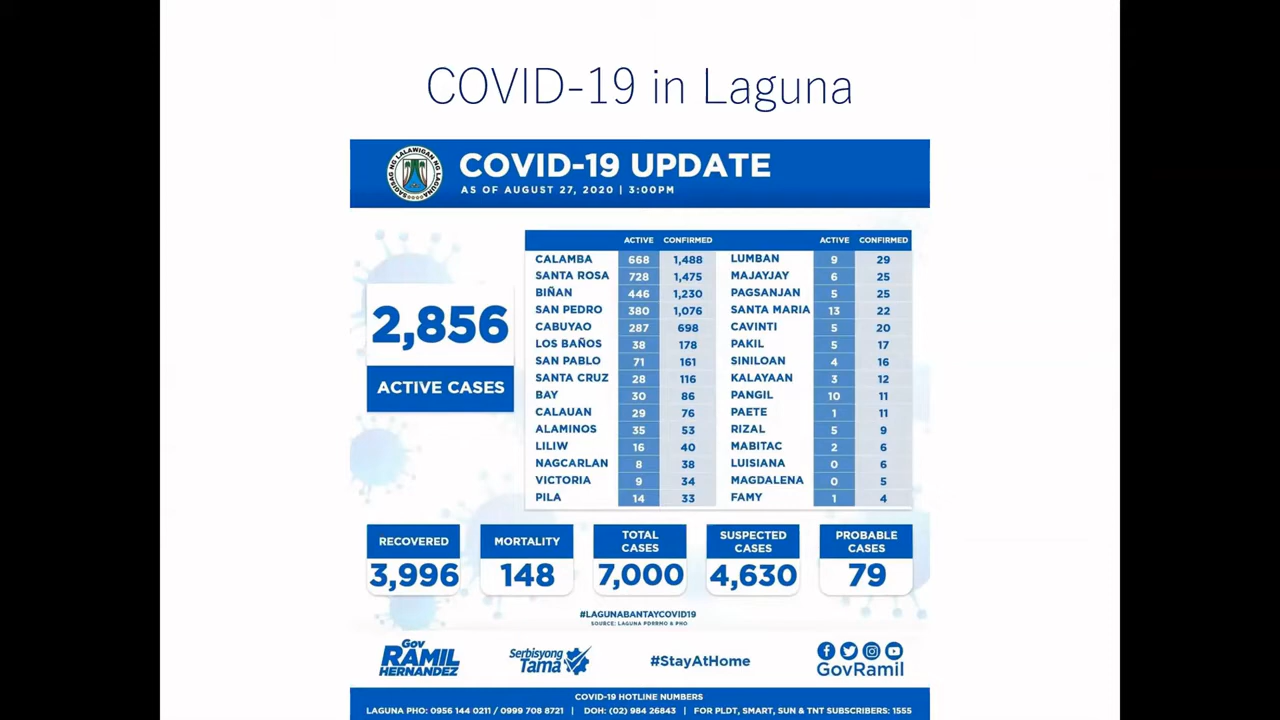 COVID-19 in Laguna
COVID-19 UPDATE
AS OF AUGUST 27, 2020 | 3:00PM
SAGISAG NG LALAWIGAN NG LAGUNA
2,856
ACTIVE CASES
ACTIVE CONFIRMED ACTIVE CONFIRMED
CALAMBA 668 1,488 LUMBAN 9 29
SANTA ROSA 728 1,475 MAJAYJAY 6 25
BIÑAN 446 1,230 PAGSANJAN 5 25
SAN PEDRO 380 1,076 SANTA MARIA 13 22
CABUYAO 287 698 CAVINTI 5 20
LOS BAÑOS 38 178 PAKIL 5 17
SAN PABLO 71 161 SINILOAN 4 16
SANTA CRUZ 28 116 KALAYAAN 3 12
BAY 30 86 PANGIL 10 11
CALAUAN 29 76 PAETE 1 11
ALAMINOS 35 53 RIZAL 5 9
LILIW 16 40 MABITAC 2 6
NAGCARLAN 8 38 LUISIANA 0 6
VICTORIA 9 34 MAGDALENA 0 5
PILA 14 33 FAMY 1 4
RECOVERED MORTALITY TOTAL CASES SUSPECTED CASES PROBABLE CASES
3,996 148 7,000 4,630 79
#LAGUNABANTAYCOVID19
SOURCE: LAGUNA PDRRMO & PHO
Gov RAMIL HERNANDEZ
Serbisyong Tama
#StayAtHome
GovRamil
COVID-19 HOTLINE NUMBERS
LAGUNA PHO: 0956 144 0211 / 0999 708 8721 | DOH: (02) 984 26843 | FOR PLDT, SMART, SUN & TNT SUBSCRIBERS: 1555